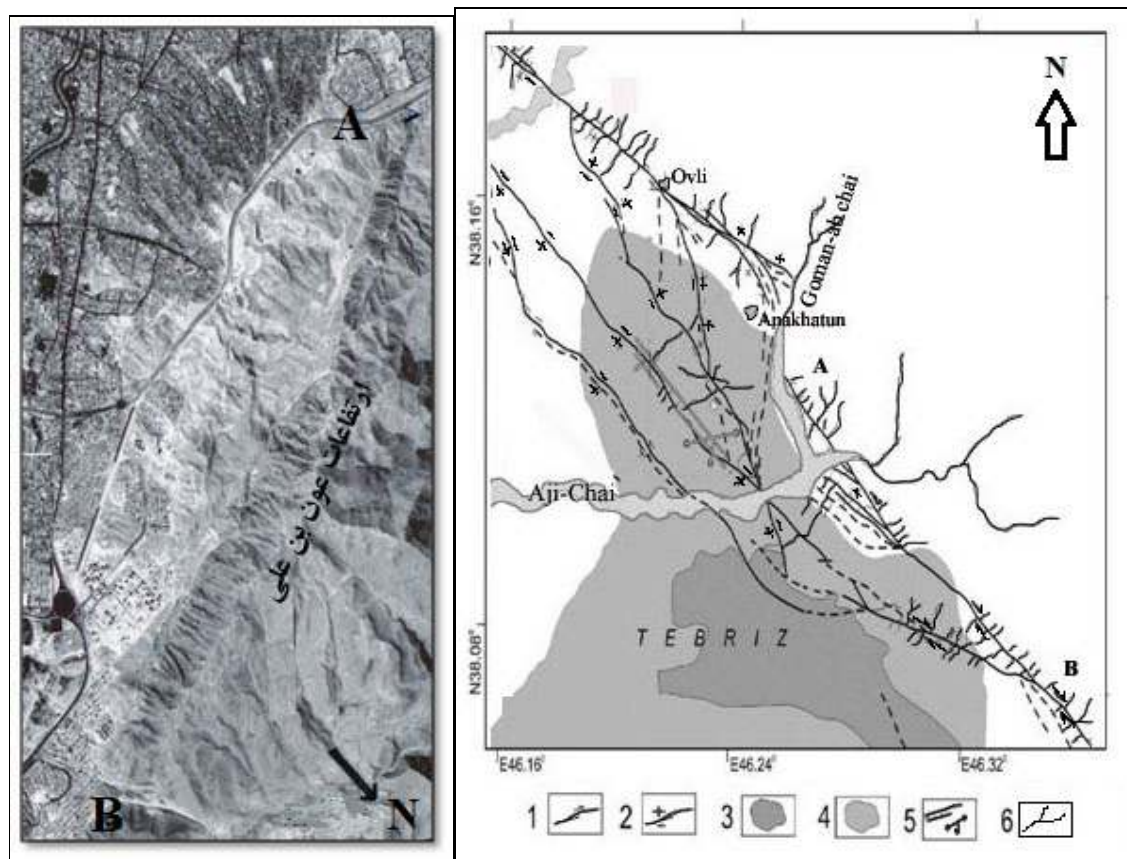 A
ارتفاعات عون بن علی
B
N
N
N38.16°
Ovli
Goman-ab chai
Anakhatun
A
Aji-Chai
N38.08°
TEBRIZ
B
E46.16°
E46.24°
E46.32°
1
2
3
4
5
6